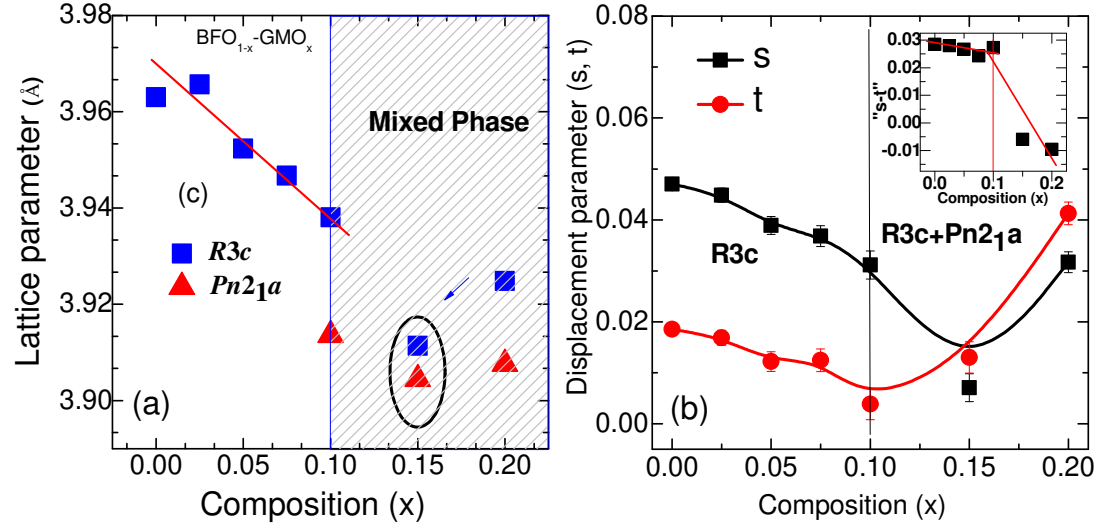 3.98
3.96
3.94
3.92
3.90
Lattice parameter (Å)
BFO1-x-GMOx
Mixed Phase
(c)
R3c
Pn21a
(a)
0.00 0.05 0.10 0.15 0.20
Composition (x)
0.08
0.06
0.04
0.02
0.00
Displacement parameter (s, t)
s
t
0.03
0.02
0.01
0.00
-0.01
"s-t"
0.0 0.1 0.2
Composition (x)
R3c
R3c+Pn21a
(b)
0.00 0.05 0.10 0.15 0.20
Composition (x)